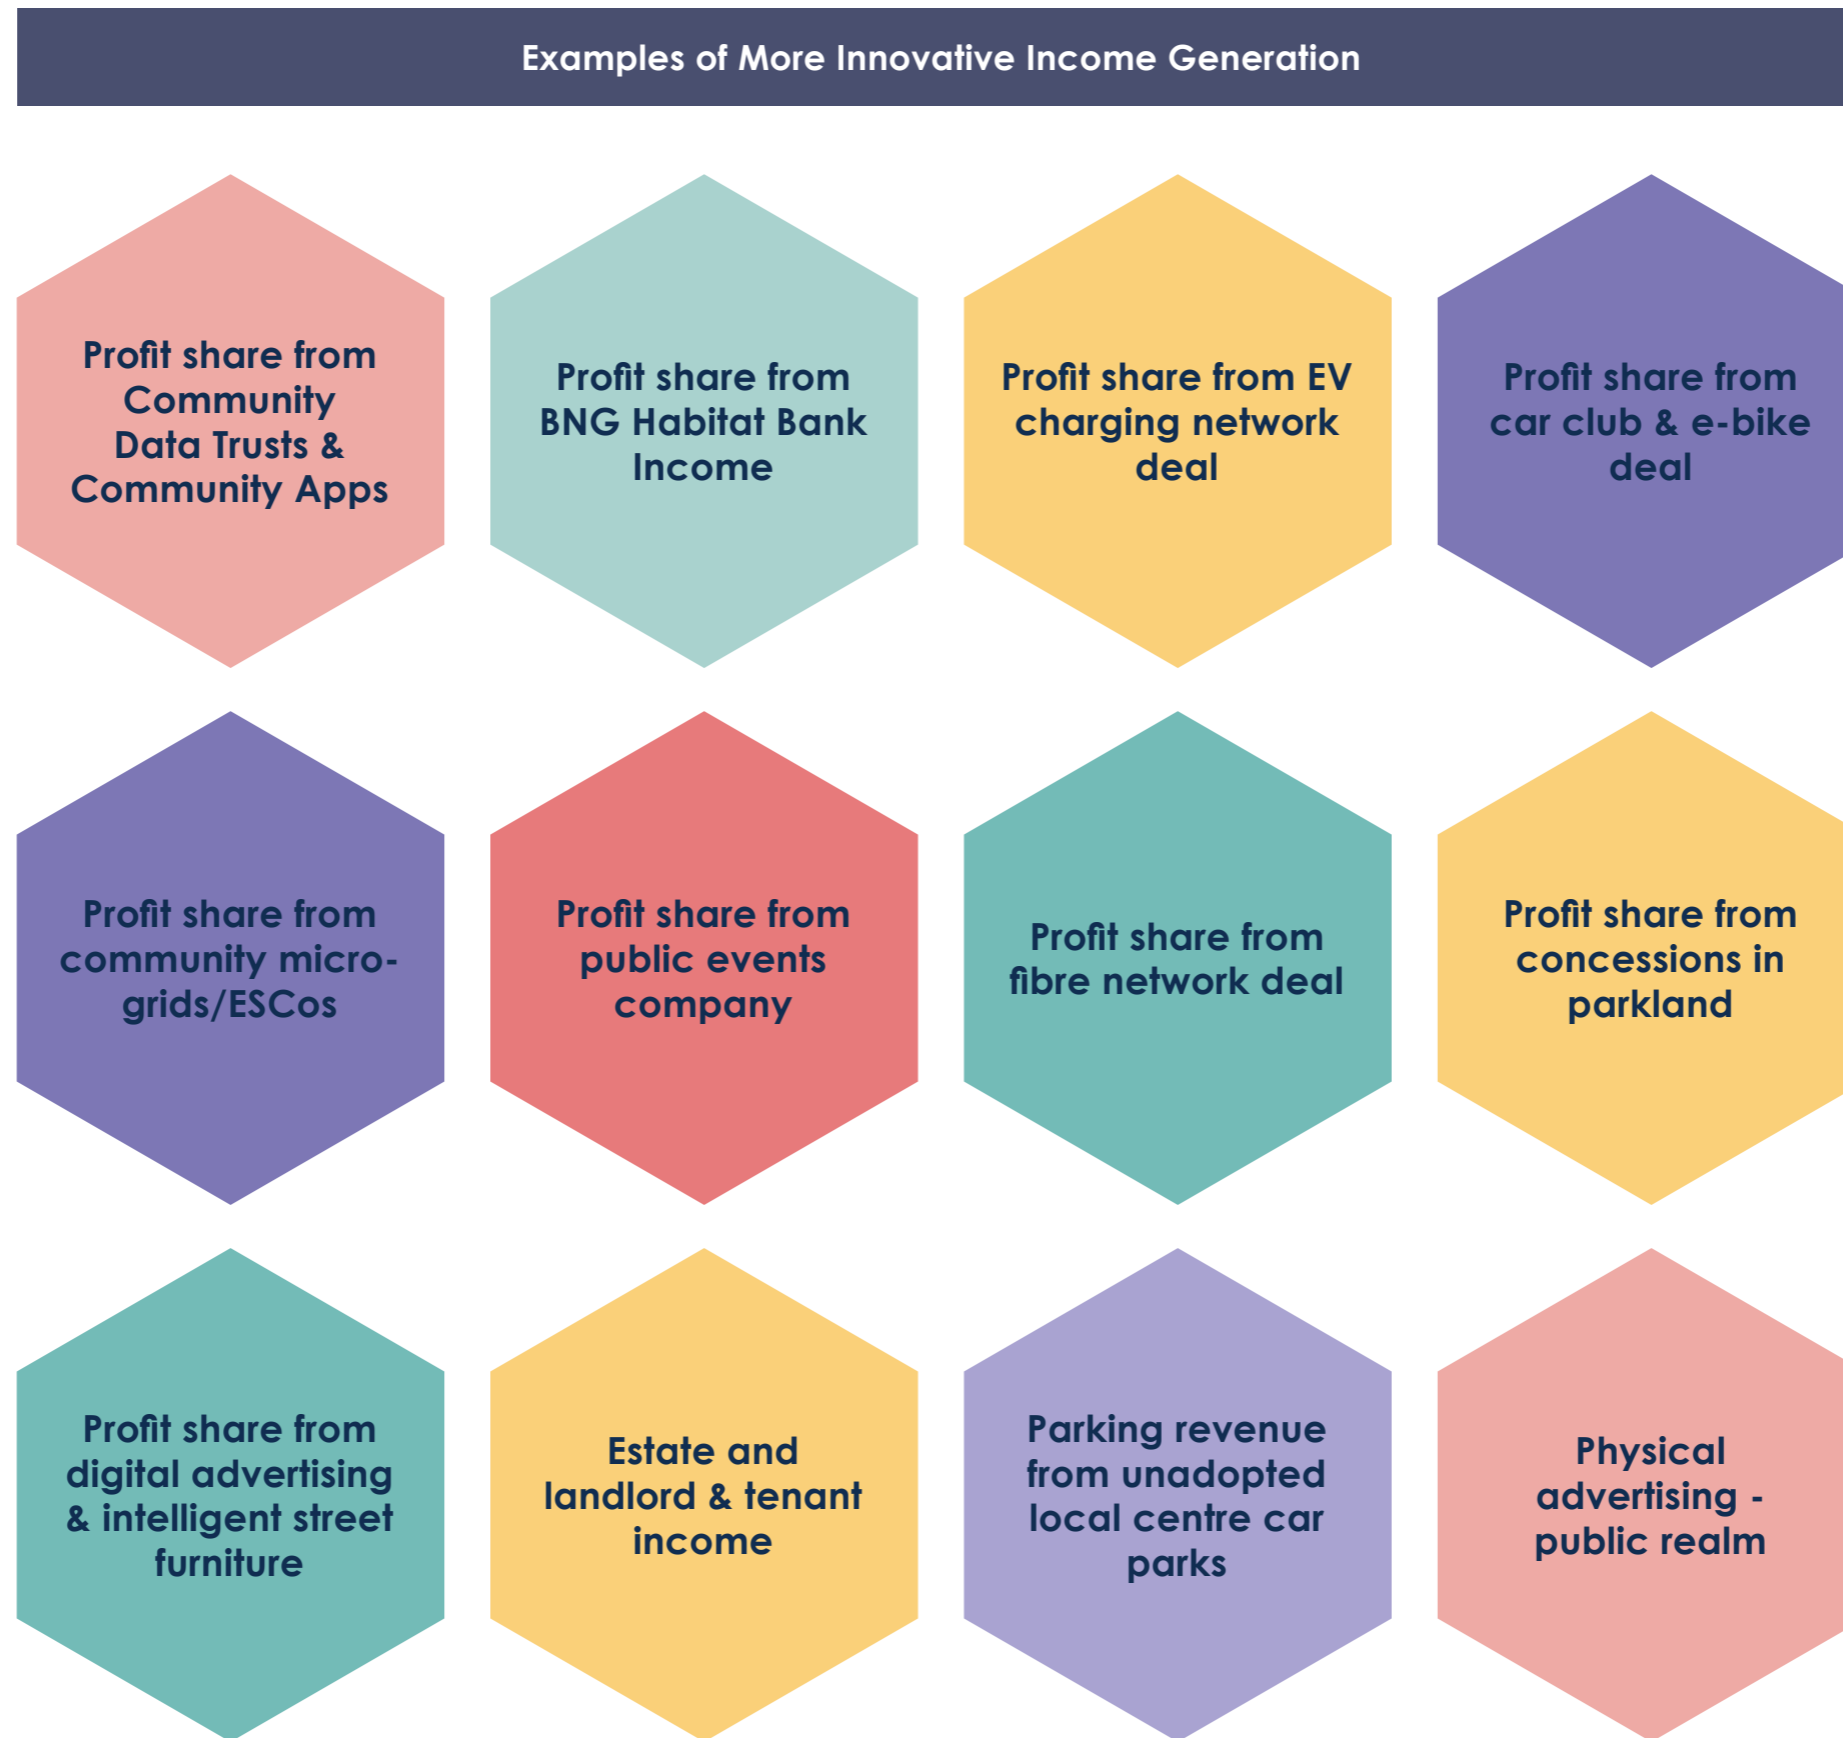 Examples of More Innovative Income Generation
Profit share from
Community
Data Trusts &
Community Apps
Profit share from
BNG Habitat Bank
Income
Profit share from EV
charging network
deal
Profit share from
car club & e-bike
deal
Profit share from
community micro-
grids/ESCos
Profit share from
public events
company
Profit share from
fibre network deal
Profit share from
concessions in
parkland
Profit share from
digital advertising
& intelligent street
furniture
Estate and
landlord & tenant
income
Parking revenue
from unadopted
local centre car
parks
Physical
advertising -
public realm